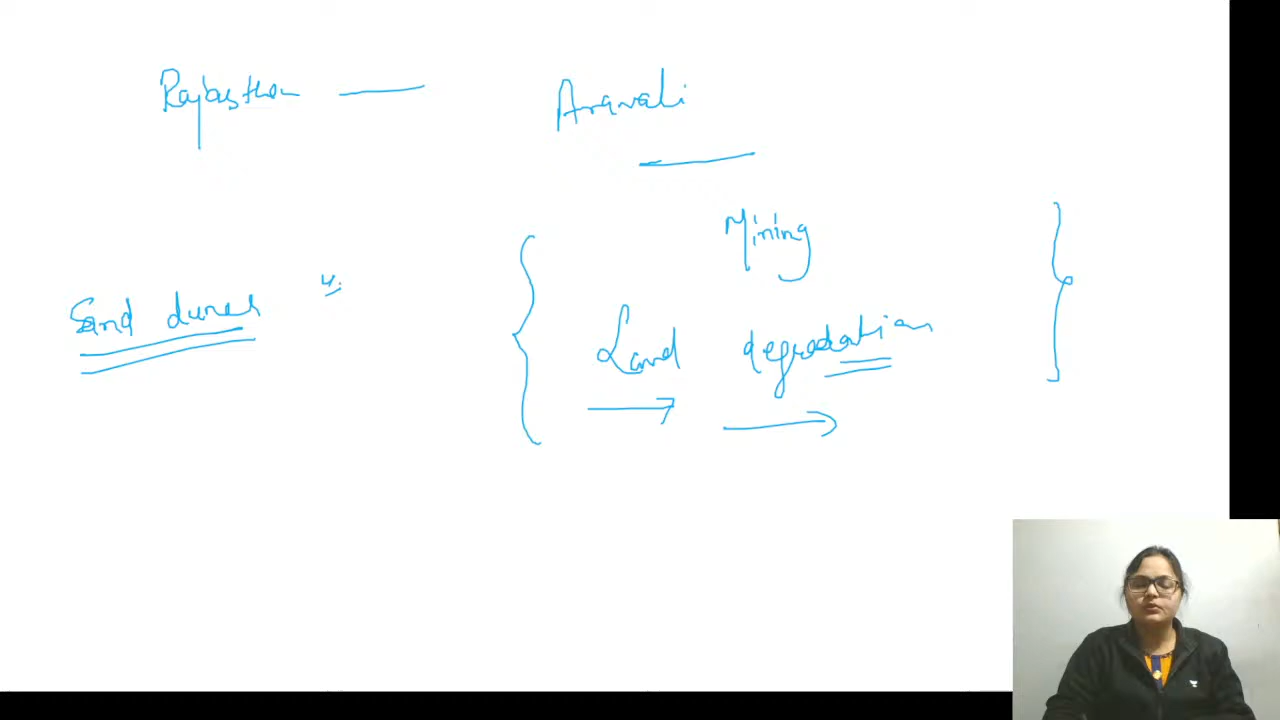 Rajasthan — Aravali
Mining
Sand dunes
Land degradation